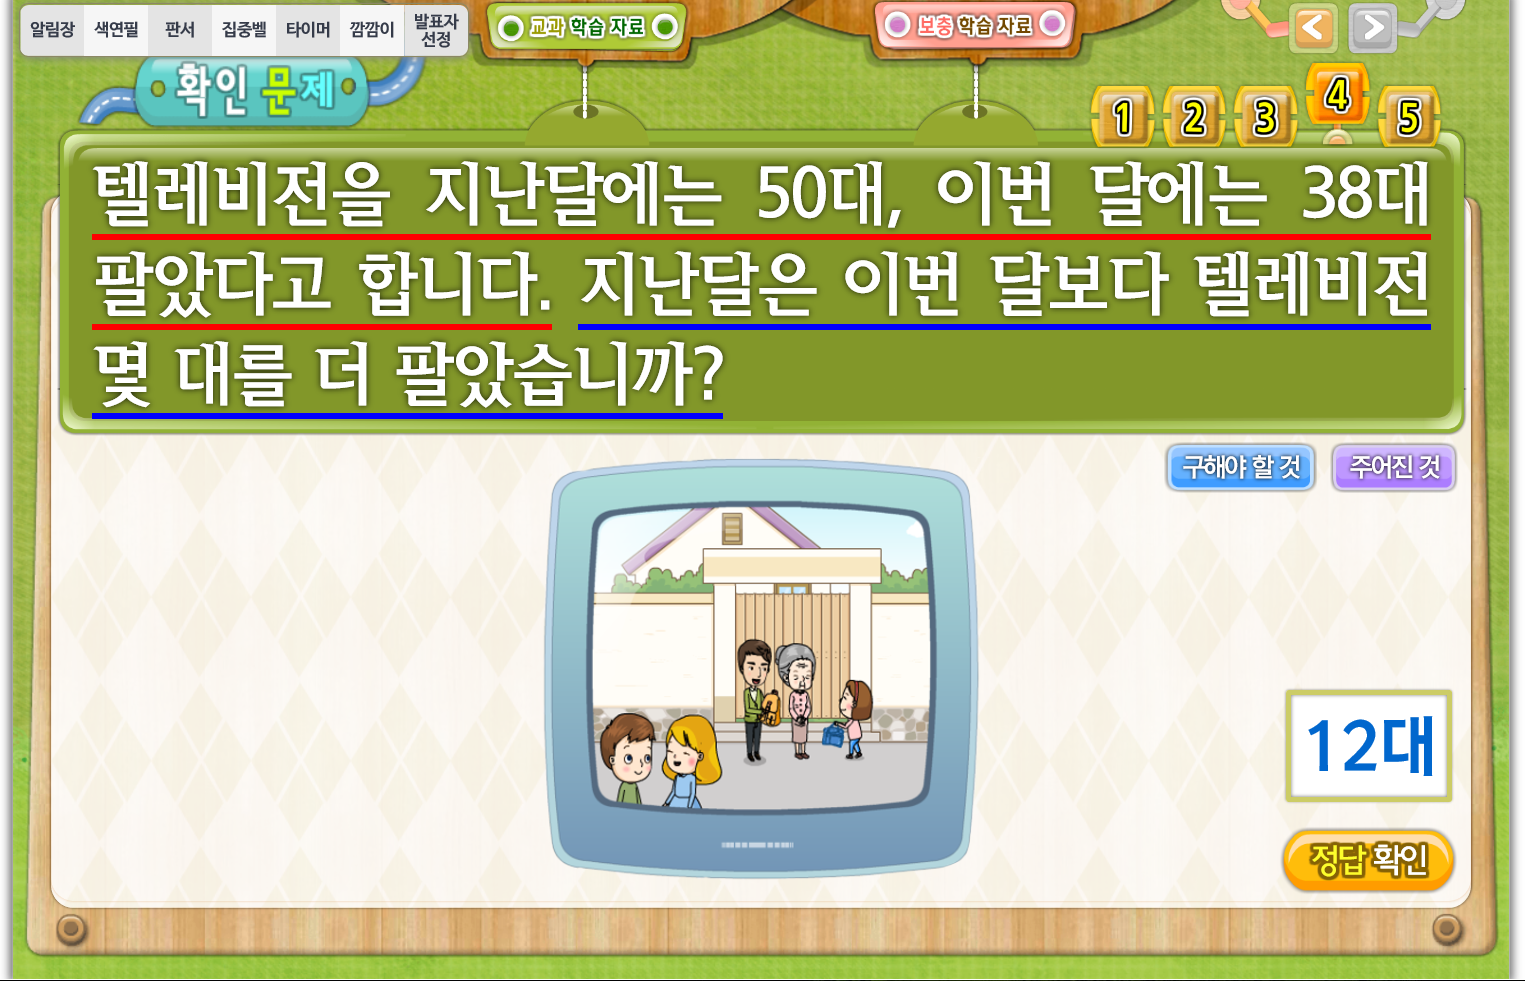 알림장 색연필 판서 집중벨 타이머 깜깜이 발표자 선정
교과 학습 자료
보충 학습 자료
확인 문제
1 2 3 4 5
텔레비전을 지난달에는 50대, 이번 달에는 38대
팔았다고 합니다. 지난달은 이번 달보다 텔레비전
몇 대를 더 팔았습니까?
구해야 할 것 주어진 것
12대
정답 확인